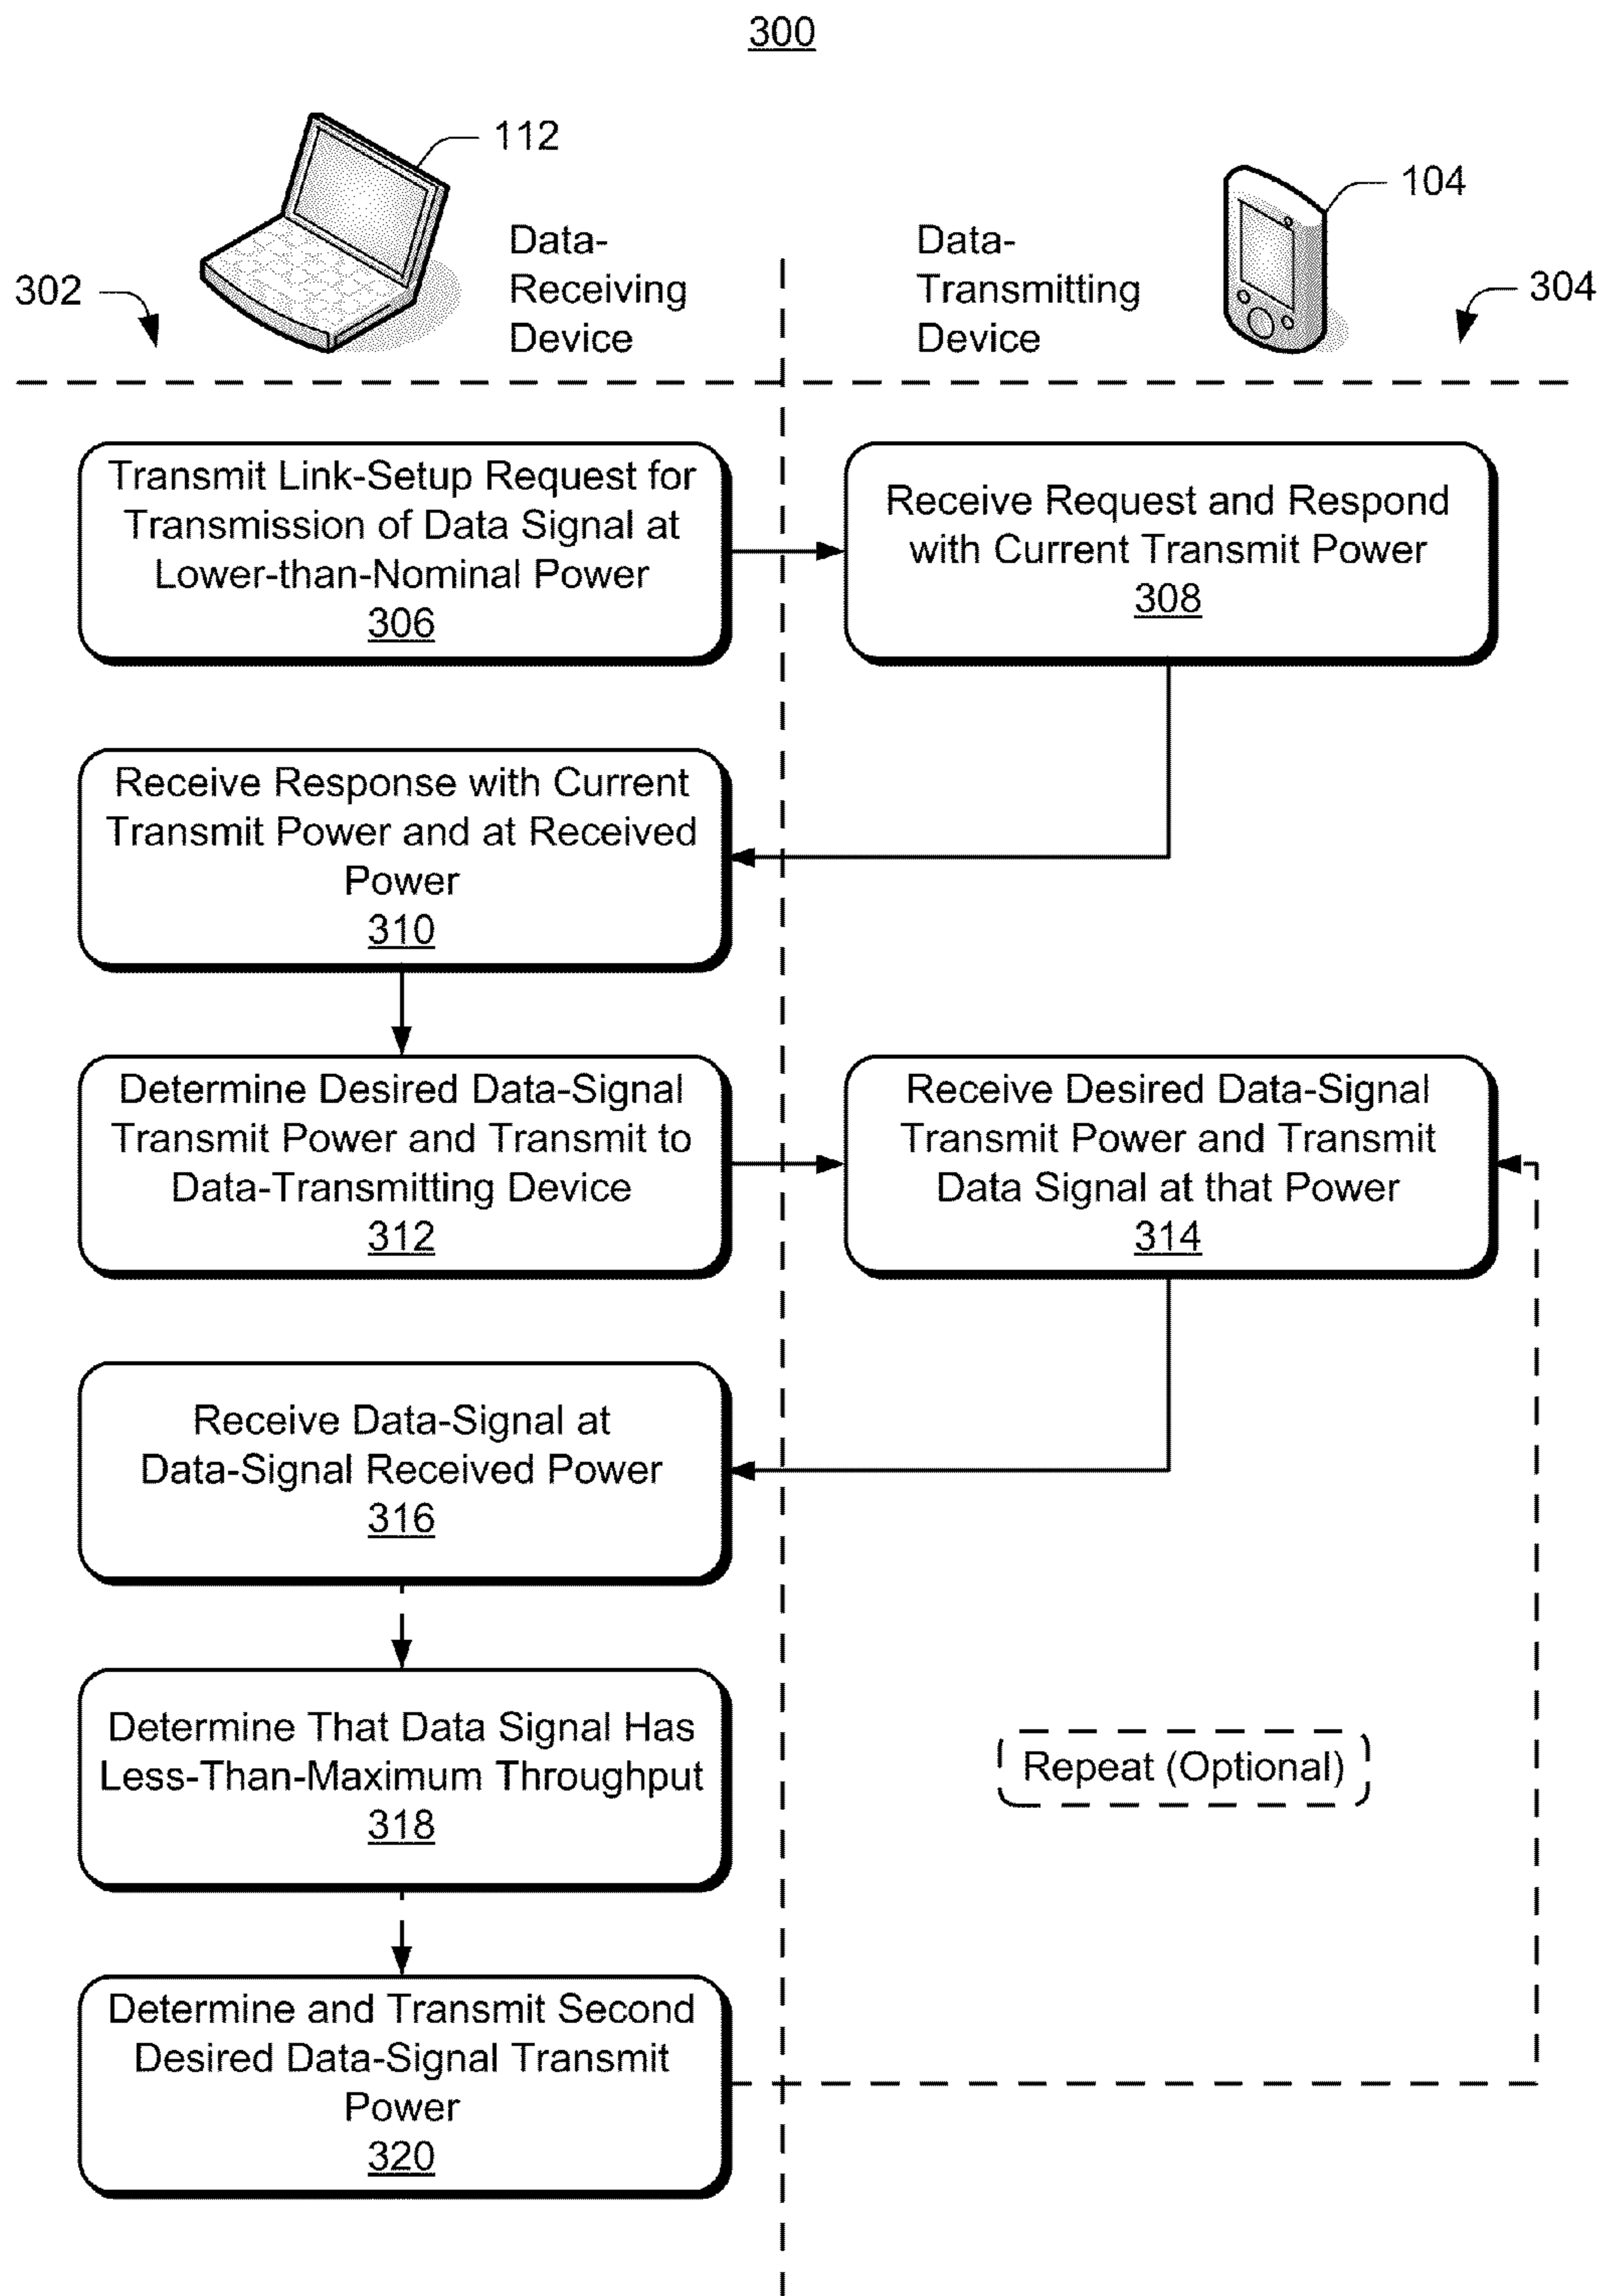 300
112
104
302
Data-
Receiving
Device
Data-
Transmitting
Device
304
Transmit Link-Setup Request for
Transmission of Data Signal at
Lower-than-Nominal Power
306
Receive Request and Respond
with Current Transmit Power
308
Receive Response with Current
Transmit Power and at Received
Power
310
Determine Desired Data-Signal
Transmit Power and Transmit to
Data-Transmitting Device
312
Receive Desired Data-Signal
Transmit Power and Transmit
Data Signal at that Power
314
Receive Data-Signal at
Data-Signal Received Power
316
Determine That Data Signal Has
Less-Than-Maximum Throughput
318
Repeat (Optional)
Determine and Transmit Second
Desired Data-Signal Transmit
Power
320